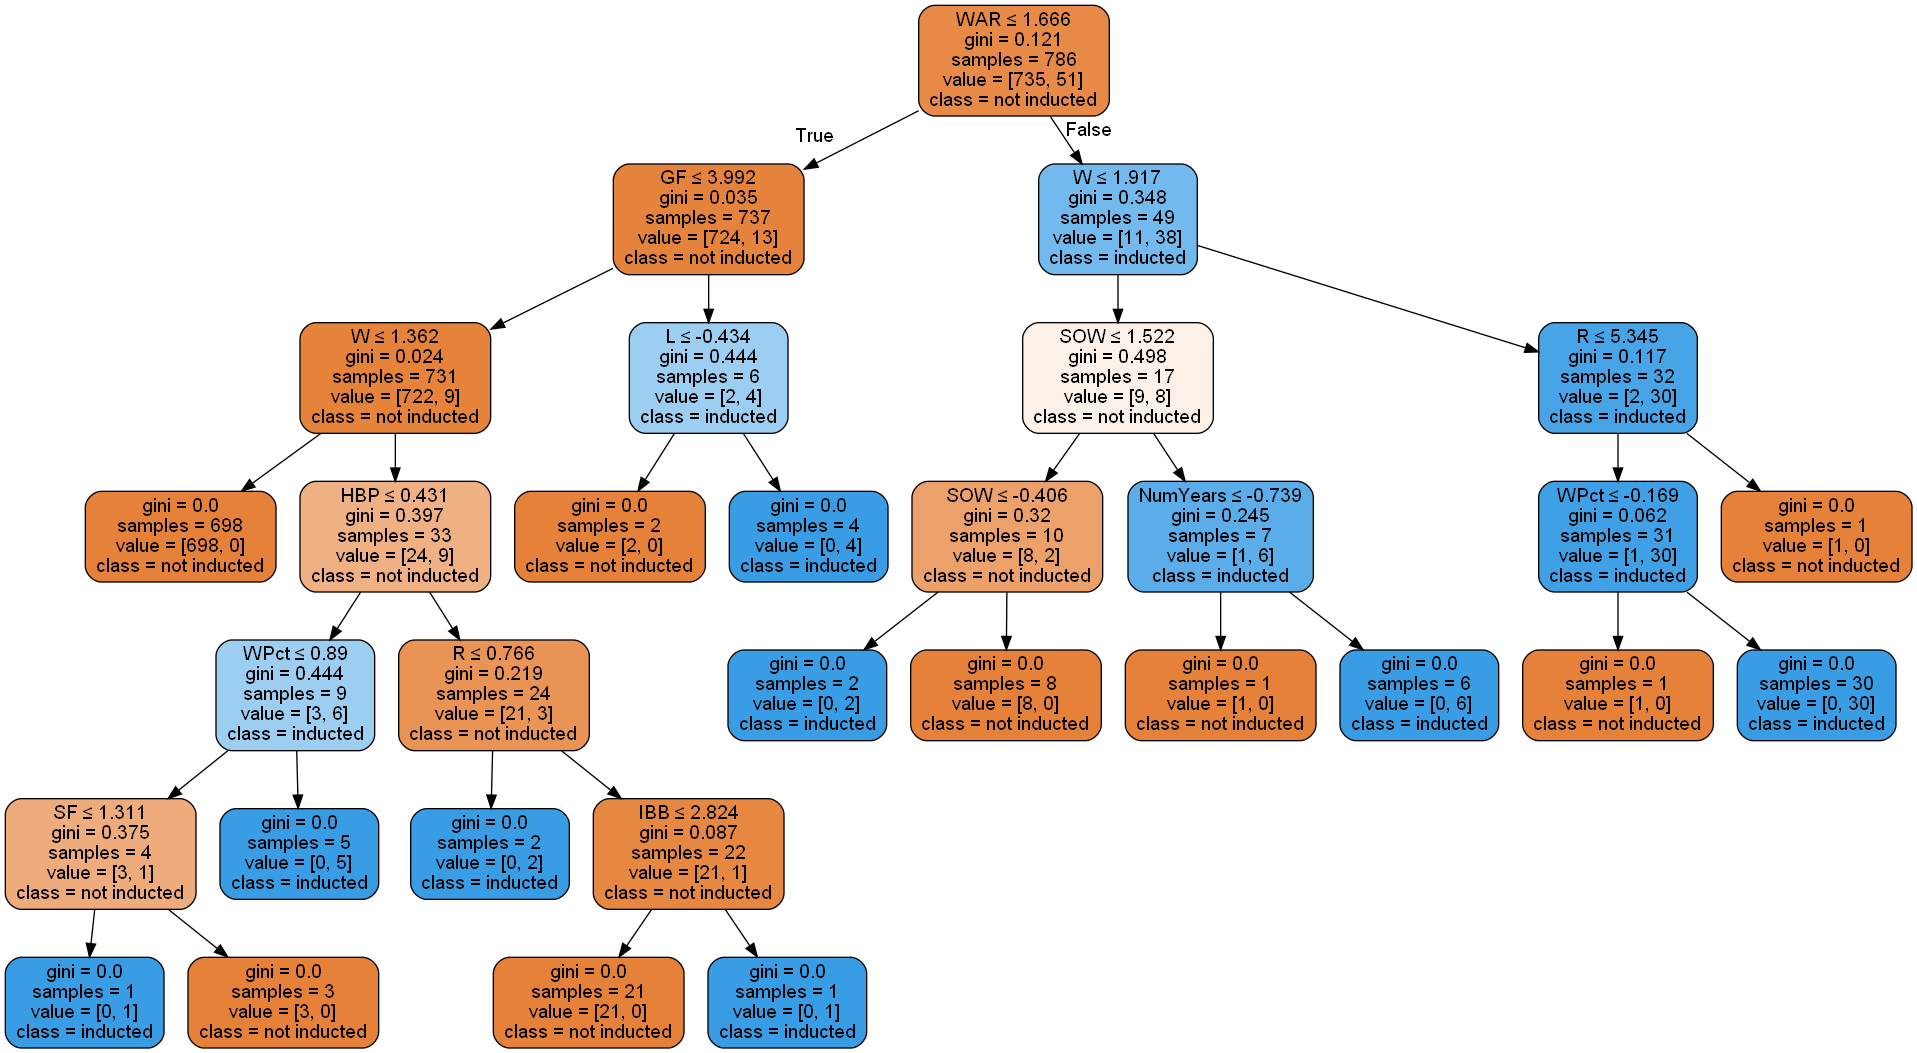 WAR ≤ 1.666
gini = 0.121
samples = 786
value = [735, 51]
class = not inducted
True
False
GF ≤ 3.992
gini = 0.035
samples = 737
value = [724, 13]
class = not inducted
W ≤ 1.917
gini = 0.348
samples = 49
value = [11, 38]
class = inducted
W ≤ 1.362
gini = 0.024
samples = 731
value = [722, 9]
class = not inducted
L ≤ -0.434
gini = 0.444
samples = 6
value = [2, 4]
class = inducted
SOW ≤ 1.522
gini = 0.498
samples = 17
value = [9, 8]
class = not inducted
R ≤ 5.345
gini = 0.117
samples = 32
value = [2, 30]
class = inducted
gini = 0.0
samples = 698
value = [698, 0]
class = not inducted
HBP ≤ 0.431
gini = 0.397
samples = 33
value = [24, 9]
class = not inducted
gini = 0.0
samples = 2
value = [2, 0]
class = not inducted
gini = 0.0
samples = 4
value = [0, 4]
class = inducted
SOW ≤ -0.406
gini = 0.32
samples = 10
value = [8, 2]
class = not inducted
NumYears ≤ -0.739
gini = 0.245
samples = 7
value = [1, 6]
class = inducted
WPct ≤ -0.169
gini = 0.062
samples = 31
value = [1, 30]
class = inducted
gini = 0.0
samples = 1
value = [1, 0]
class = not inducted
WPct ≤ 0.89
gini = 0.444
samples = 9
value = [3, 6]
class = inducted
R ≤ 0.766
gini = 0.219
samples = 24
value = [21, 3]
class = not inducted
gini = 0.0
samples = 2
value = [0, 2]
class = inducted
gini = 0.0
samples = 8
value = [8, 0]
class = not inducted
gini = 0.0
samples = 1
value = [1, 0]
class = not inducted
gini = 0.0
samples = 6
value = [0, 6]
class = inducted
gini = 0.0
samples = 1
value = [1, 0]
class = not inducted
gini = 0.0
samples = 30
value = [0, 30]
class = inducted
SF ≤ 1.311
gini = 0.375
samples = 4
value = [3, 1]
class = not inducted
gini = 0.0
samples = 5
value = [0, 5]
class = inducted
gini = 0.0
samples = 2
value = [0, 2]
class = inducted
IBB ≤ 2.824
gini = 0.087
samples = 22
value = [21, 1]
class = not inducted
gini = 0.0
samples = 1
value = [0, 1]
class = inducted
gini = 0.0
samples = 3
value = [3, 0]
class = not inducted
gini = 0.0
samples = 21
value = [21, 0]
class = not inducted
gini = 0.0
samples = 1
value = [0, 1]
class = inducted